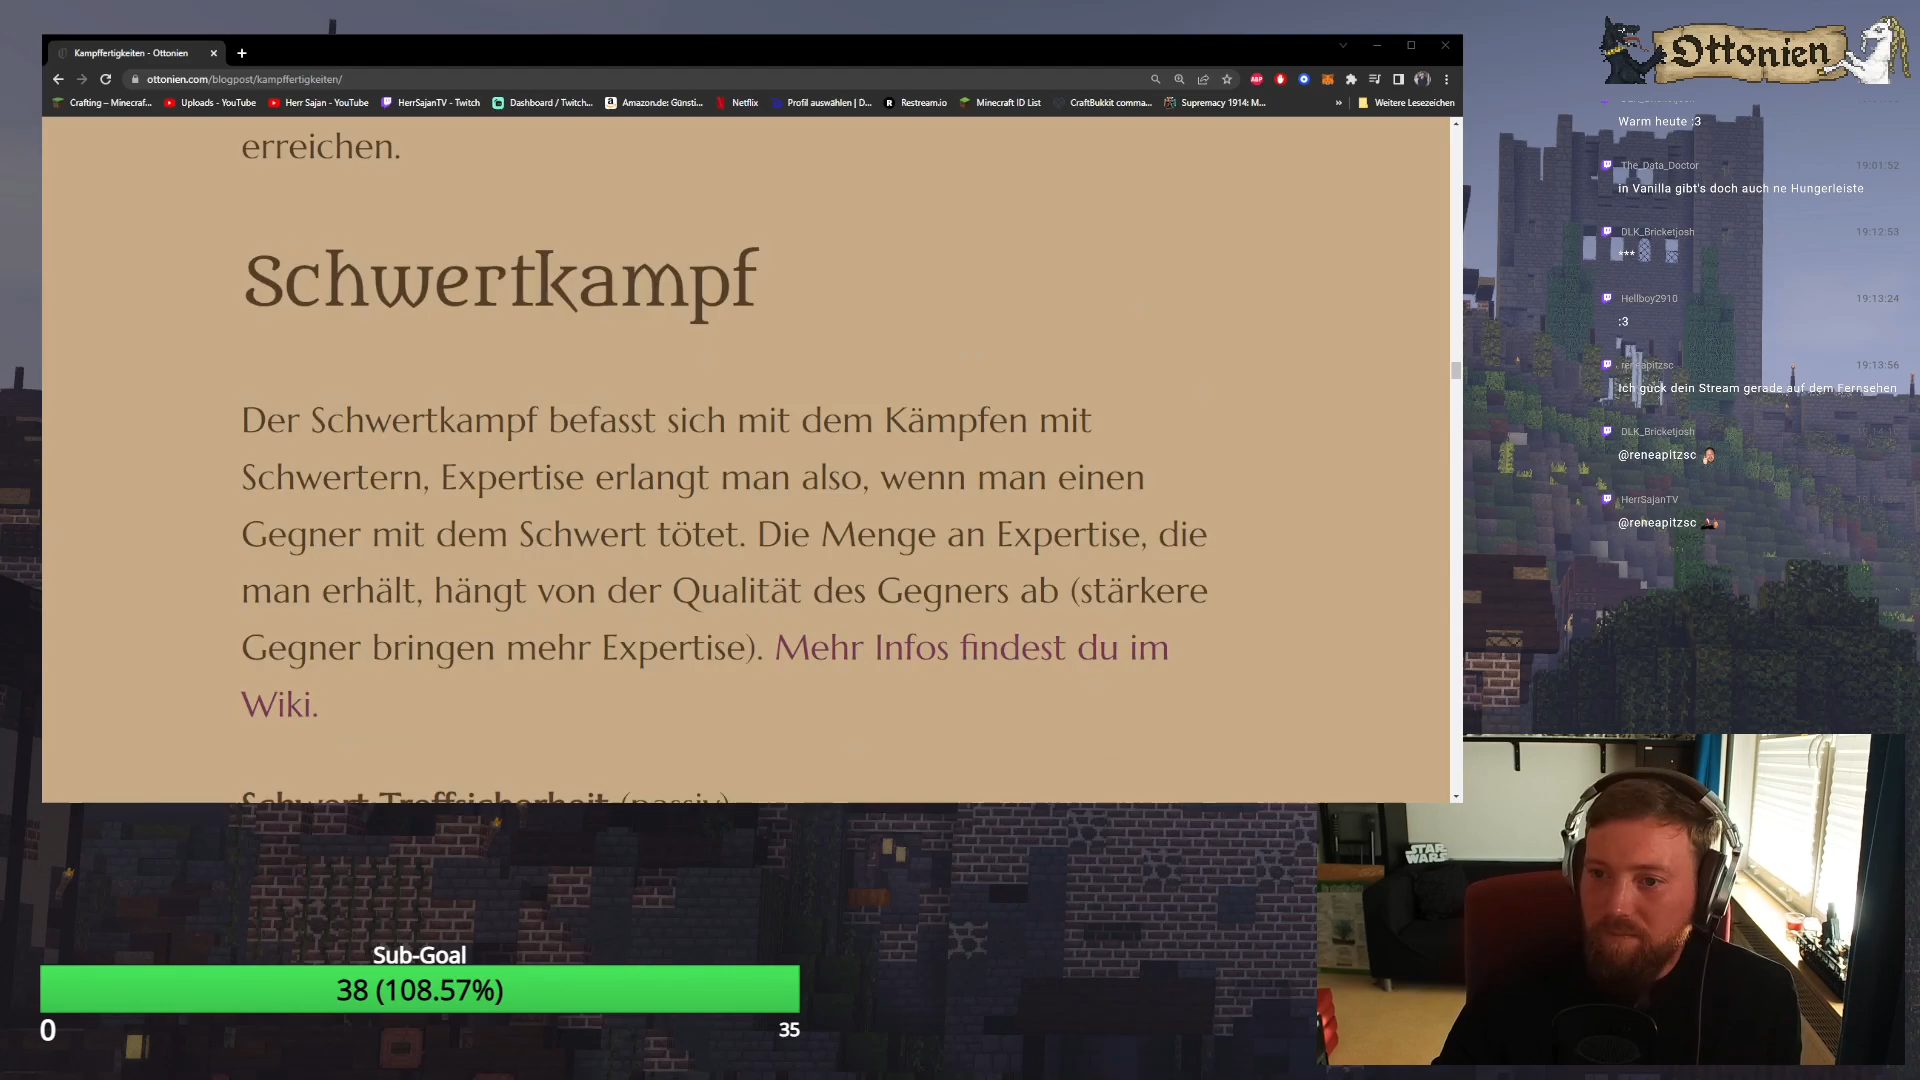 Kampffertigkeiten - Ottonien
ottonien.com/blogpost/kampffertigkeiten/
Crafting – Minecraf... Uploads - YouTube Herr Sajan - YouTube HerrSajanTV - Twitch Dashboard / Twitch... Amazon.de: Günsti... Netflix Profil auswählen | D... Restream.io Minecraft ID List CraftBukkit comma... Supremacy 1914: M... » Weitere Lesezeichen
erreichen.
Schwertkampf
Der Schwertkampf befasst sich mit dem Kämpfen mit
Schwertern, Expertise erlangt man also, wenn man einen
Gegner mit dem Schwert tötet. Die Menge an Expertise, die
man erhält, hängt von der Qualität des Gegners ab (stärkere
Gegner bringen mehr Expertise). Mehr Infos findest du im
Wiki.
Schwert Treffsicherheit (passiv)
Ottonien
Warm heute :3
The_Data_Doctor 19:01:52
in Vanilla gibt's doch auch ne Hungerleiste
DLK_Bricketjosh 19:12:53
***
Hellboy2910 19:13:24
:3
reneapitzsc 19:13:56
Ich guck dein Stream gerade auf dem Fernsehen
DLK_Bricketjosh
@reneapitzsc
HerrSajanTV
@reneapitzsc
STAR
WARS
Sub-Goal
38 (108.57%)
0 35